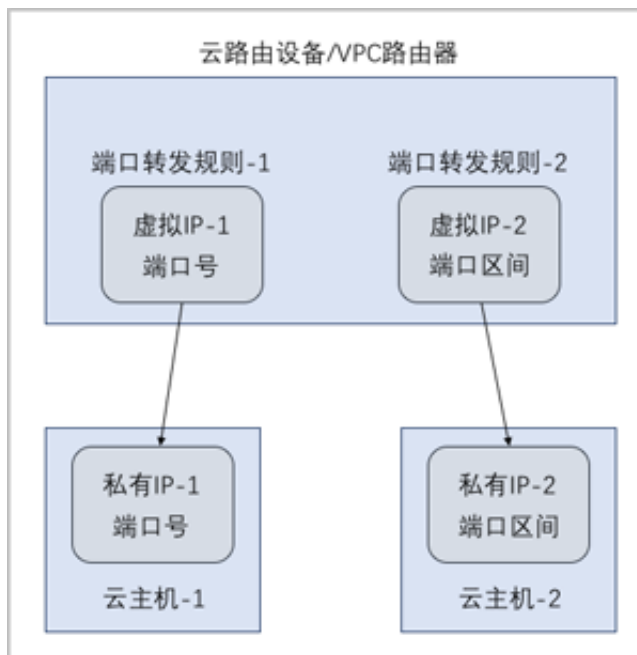 云路由设备/VPC路由器
端口转发规则-1
端口转发规则-2
虚拟IP-1
端口号
虚拟IP-2
端口区间
私有IP-1
端口号
私有IP-2
端口区间
云主机-1
云主机-2